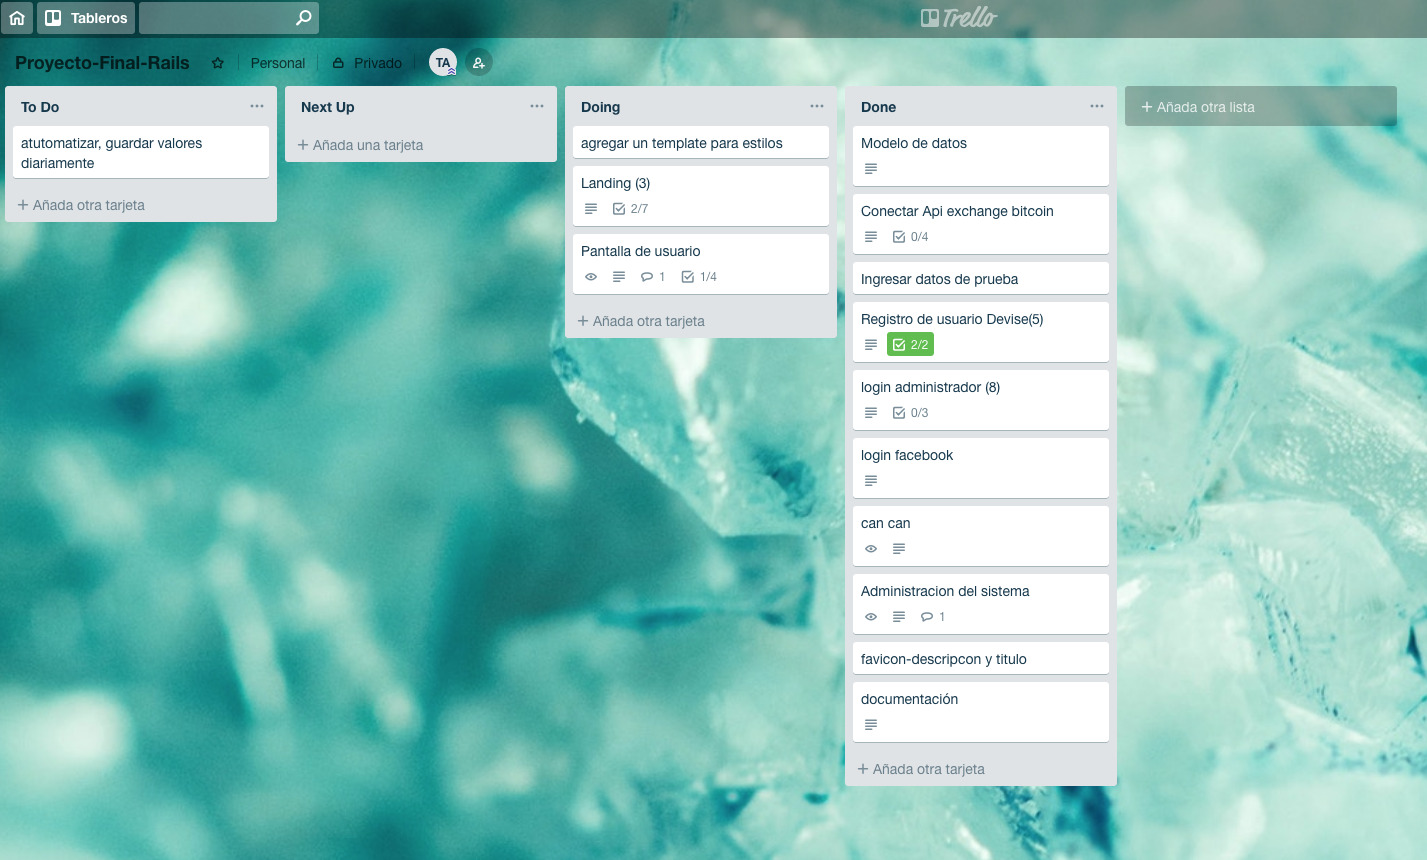 Tableros
Trello
Proyecto-Final-Rails
Personal
Privado
TA
To Do
atutomatizar, guardar valores
diariamente
+ Añada otra tarjeta
Next Up
+ Añada una tarjeta
Doing
agregar un template para estilos
Landing (3)
2/7
Pantalla de usuario
1
1/4
+ Añada otra tarjeta
Done
Modelo de datos
Conectar Api exchange bitcoin
0/4
Ingresar datos de prueba
Registro de usuario Devise(5)
2/2
login administrador (8)
0/3
login facebook
can can
Administracion del sistema
1
favicon-descripcon y titulo
documentación
+ Añada otra tarjeta
+ Añada otra lista